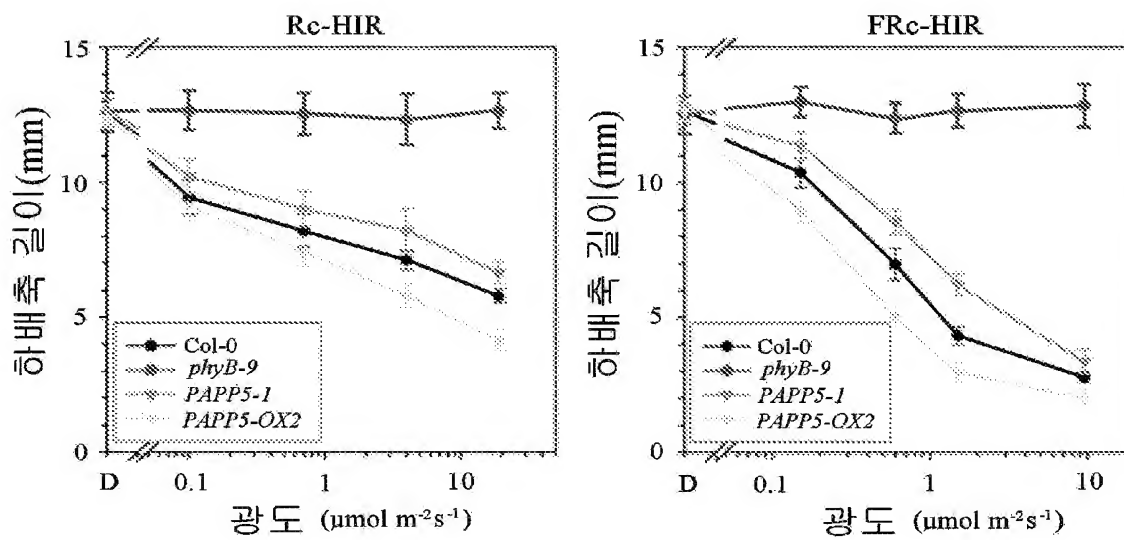 Rc-HIR
15
10
5
0
하배축 길이(mm)
Col-0
phyB-9
PAPP5-1
PAPP5-OX2
D 0.1 1 10
광도 (μmol m⁻²s⁻¹)
FRc-HIR
15
10
5
0
하배축 길이(mm)
Col-0
phyB-9
PAPP5-1
PAPP5-OX2
D 0.1 1 10
광도 (μmol m⁻²s⁻¹)